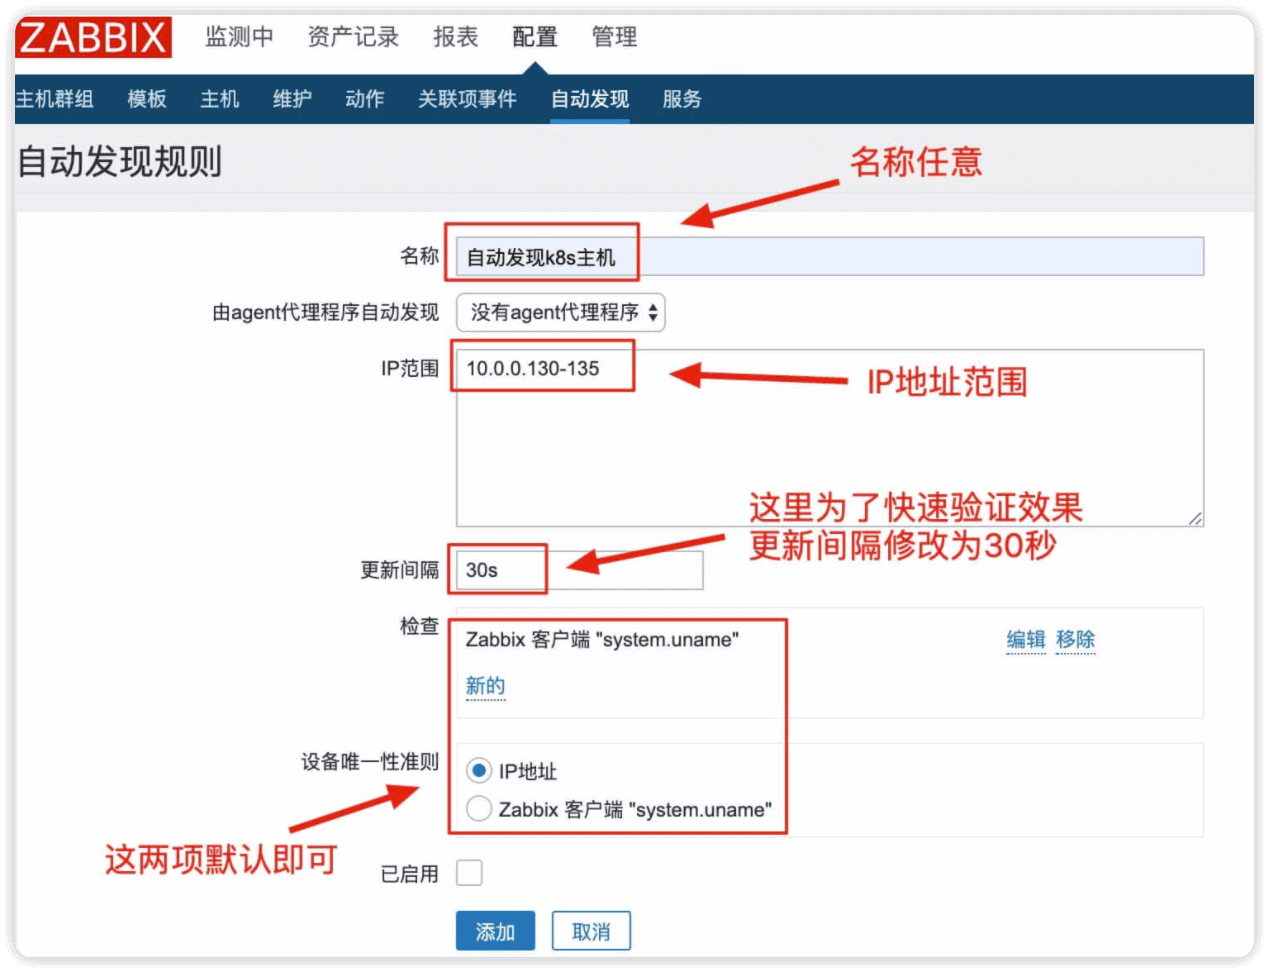 ZABBIX 监测中 资产记录 报表 配置 管理
主机群组 模板 主机 维护 动作 关联项事件 自动发现 服务
自动发现规则
名称任意
名称 自动发现k8s主机
由agent代理程序自动发现 没有agent代理程序
IP范围 10.0.0.130-135
IP地址范围
这里为了快速验证效果
更新间隔修改为30秒
更新间隔 30s
检查 Zabbix 客户端 "system.uname" 编辑 移除
新的
设备唯一性准则 IP地址
Zabbix 客户端 "system.uname"
这两项默认即可
已启用
添加 取消